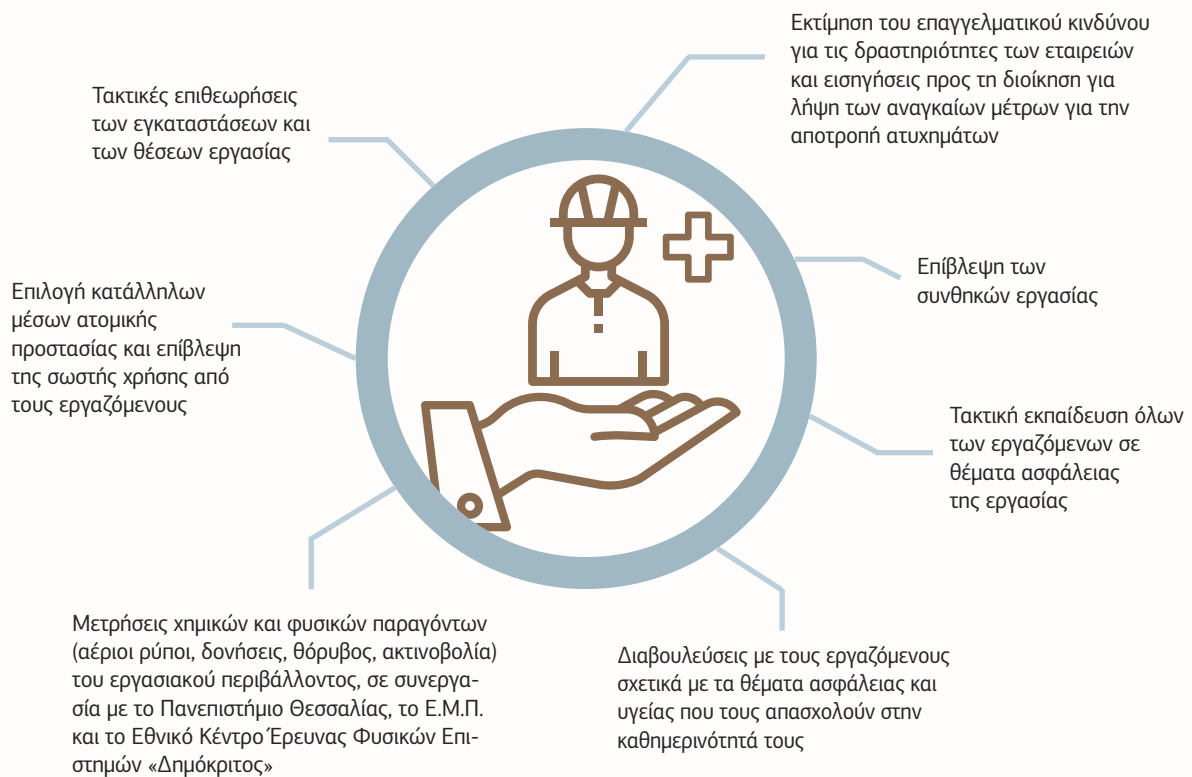 Εκτίμηση του επαγγελματικού κινδύνου
για τις δραστηριότητες των εταιρειών
και εισηγήσεις προς τη διοίκηση για
λήψη των αναγκαίων μέτρων για την
αποτροπή ατυχημάτων
Τακτικές επιθεωρήσεις
των εγκαταστάσεων και
των θέσεων εργασίας
Επίβλεψη των
συνθηκών εργασίας
Επιλογή κατάλληλων
μέσων ατομικής
προστασίας και επίβλεψη
της σωστής χρήσης από
τους εργαζόμενους
Τακτική εκπαίδευση όλων
των εργαζόμενων σε
θέματα ασφάλειας
της εργασίας
Μετρήσεις χημικών και φυσικών παραγόντων
(αέριοι ρύποι, δονήσεις, θόρυβος, ακτινοβολία)
του εργασιακού περιβάλλοντος, σε συνεργα-
σία με το Πανεπιστήμιο Θεσσαλίας, το Ε.Μ.Π.
και το Εθνικό Κέντρο Έρευνας Φυσικών Επι-
στημών «Δημόκριτος»
Διαβουλεύσεις με τους εργαζόμενους
σχετικά με τα θέματα ασφάλειας και
υγείας που τους απασχολούν στην
καθημερινότητά τους